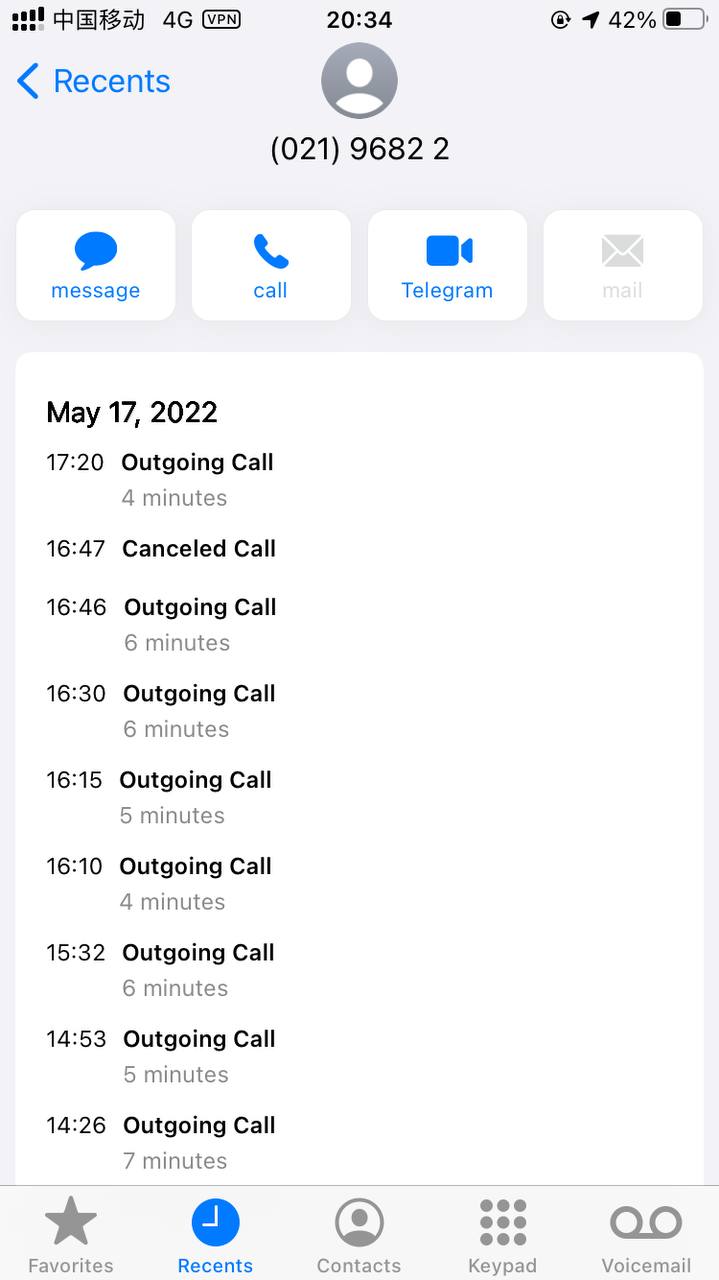 中国移动 4G VPN 20:34 42%
Recents
(021) 9682 2
message call Telegram mail
May 17, 2022
17:20 Outgoing Call
4 minutes
16:47 Canceled Call
16:46 Outgoing Call
6 minutes
16:30 Outgoing Call
6 minutes
16:15 Outgoing Call
5 minutes
16:10 Outgoing Call
4 minutes
15:32 Outgoing Call
6 minutes
14:53 Outgoing Call
5 minutes
14:26 Outgoing Call
7 minutes
Favorites Recents Contacts Keypad Voicemail